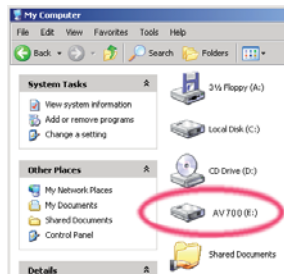 My Computer
File Edit View Favorites Tools Help
Back Search Folders
System Tasks
View system information
Add or remove programs
Change a setting
Other Places
My Network Places
My Documents
Shared Documents
Control Panel
Details
3½ Floppy (A:)
Local Disk (C:)
CD Drive (D:)
AV700 (E:)
Shared Documents